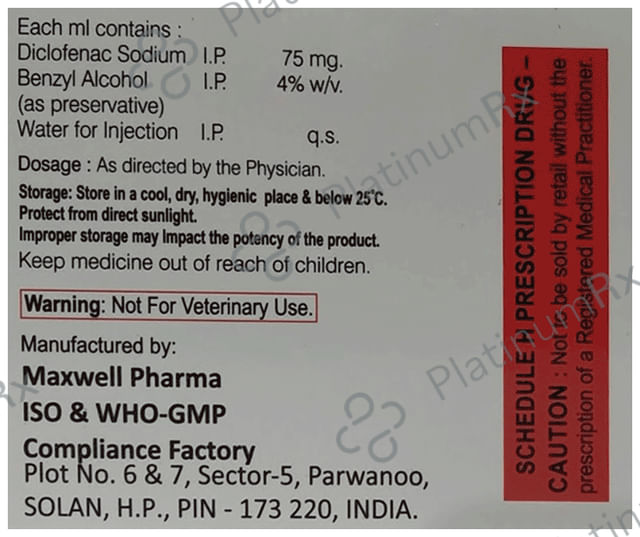 Each ml contains :
Diclofenac Sodium I.P. 75 mg.
Benzyl Alcohol I.P. 4% w/v.
(as preservative)
Water for Injection I.P. q.s.
Dosage : As directed by the Physician.
Storage: Store in a cool, dry, hygienic place & below 25°C.
Protect from direct sunlight.
Improper storage may Impact the potency of the product.
Keep medicine out of reach of children.
Warning: Not For Veterinary Use.
Manufactured by:
Maxwell Pharma
ISO & WHO-GMP
Compliance Factory
Plot No. 6 & 7, Sector-5, Parwanoo,
SOLAN, H.P., PIN - 173 220, INDIA.
SCHEDULE H PRESCRIPTION DRUG –
CAUTION : Not to be sold by retail without the
prescription of a Registered Medical Practitioner.
PlatinumRx
PlatinumRx